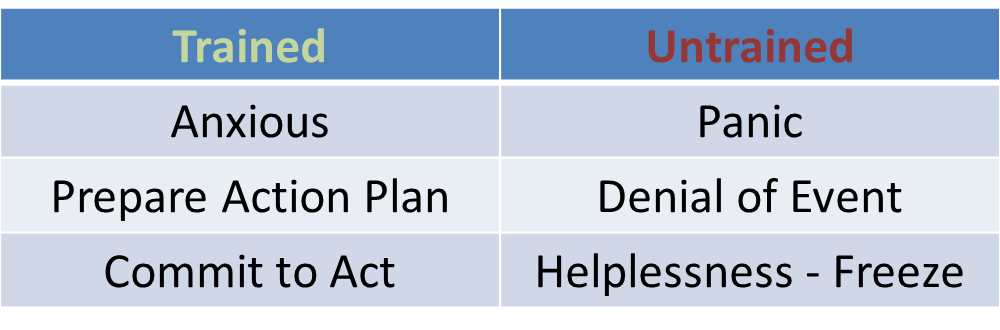 Trained Untrained
Anxious Panic
Prepare Action Plan Denial of Event
Commit to Act Helplessness - Freeze